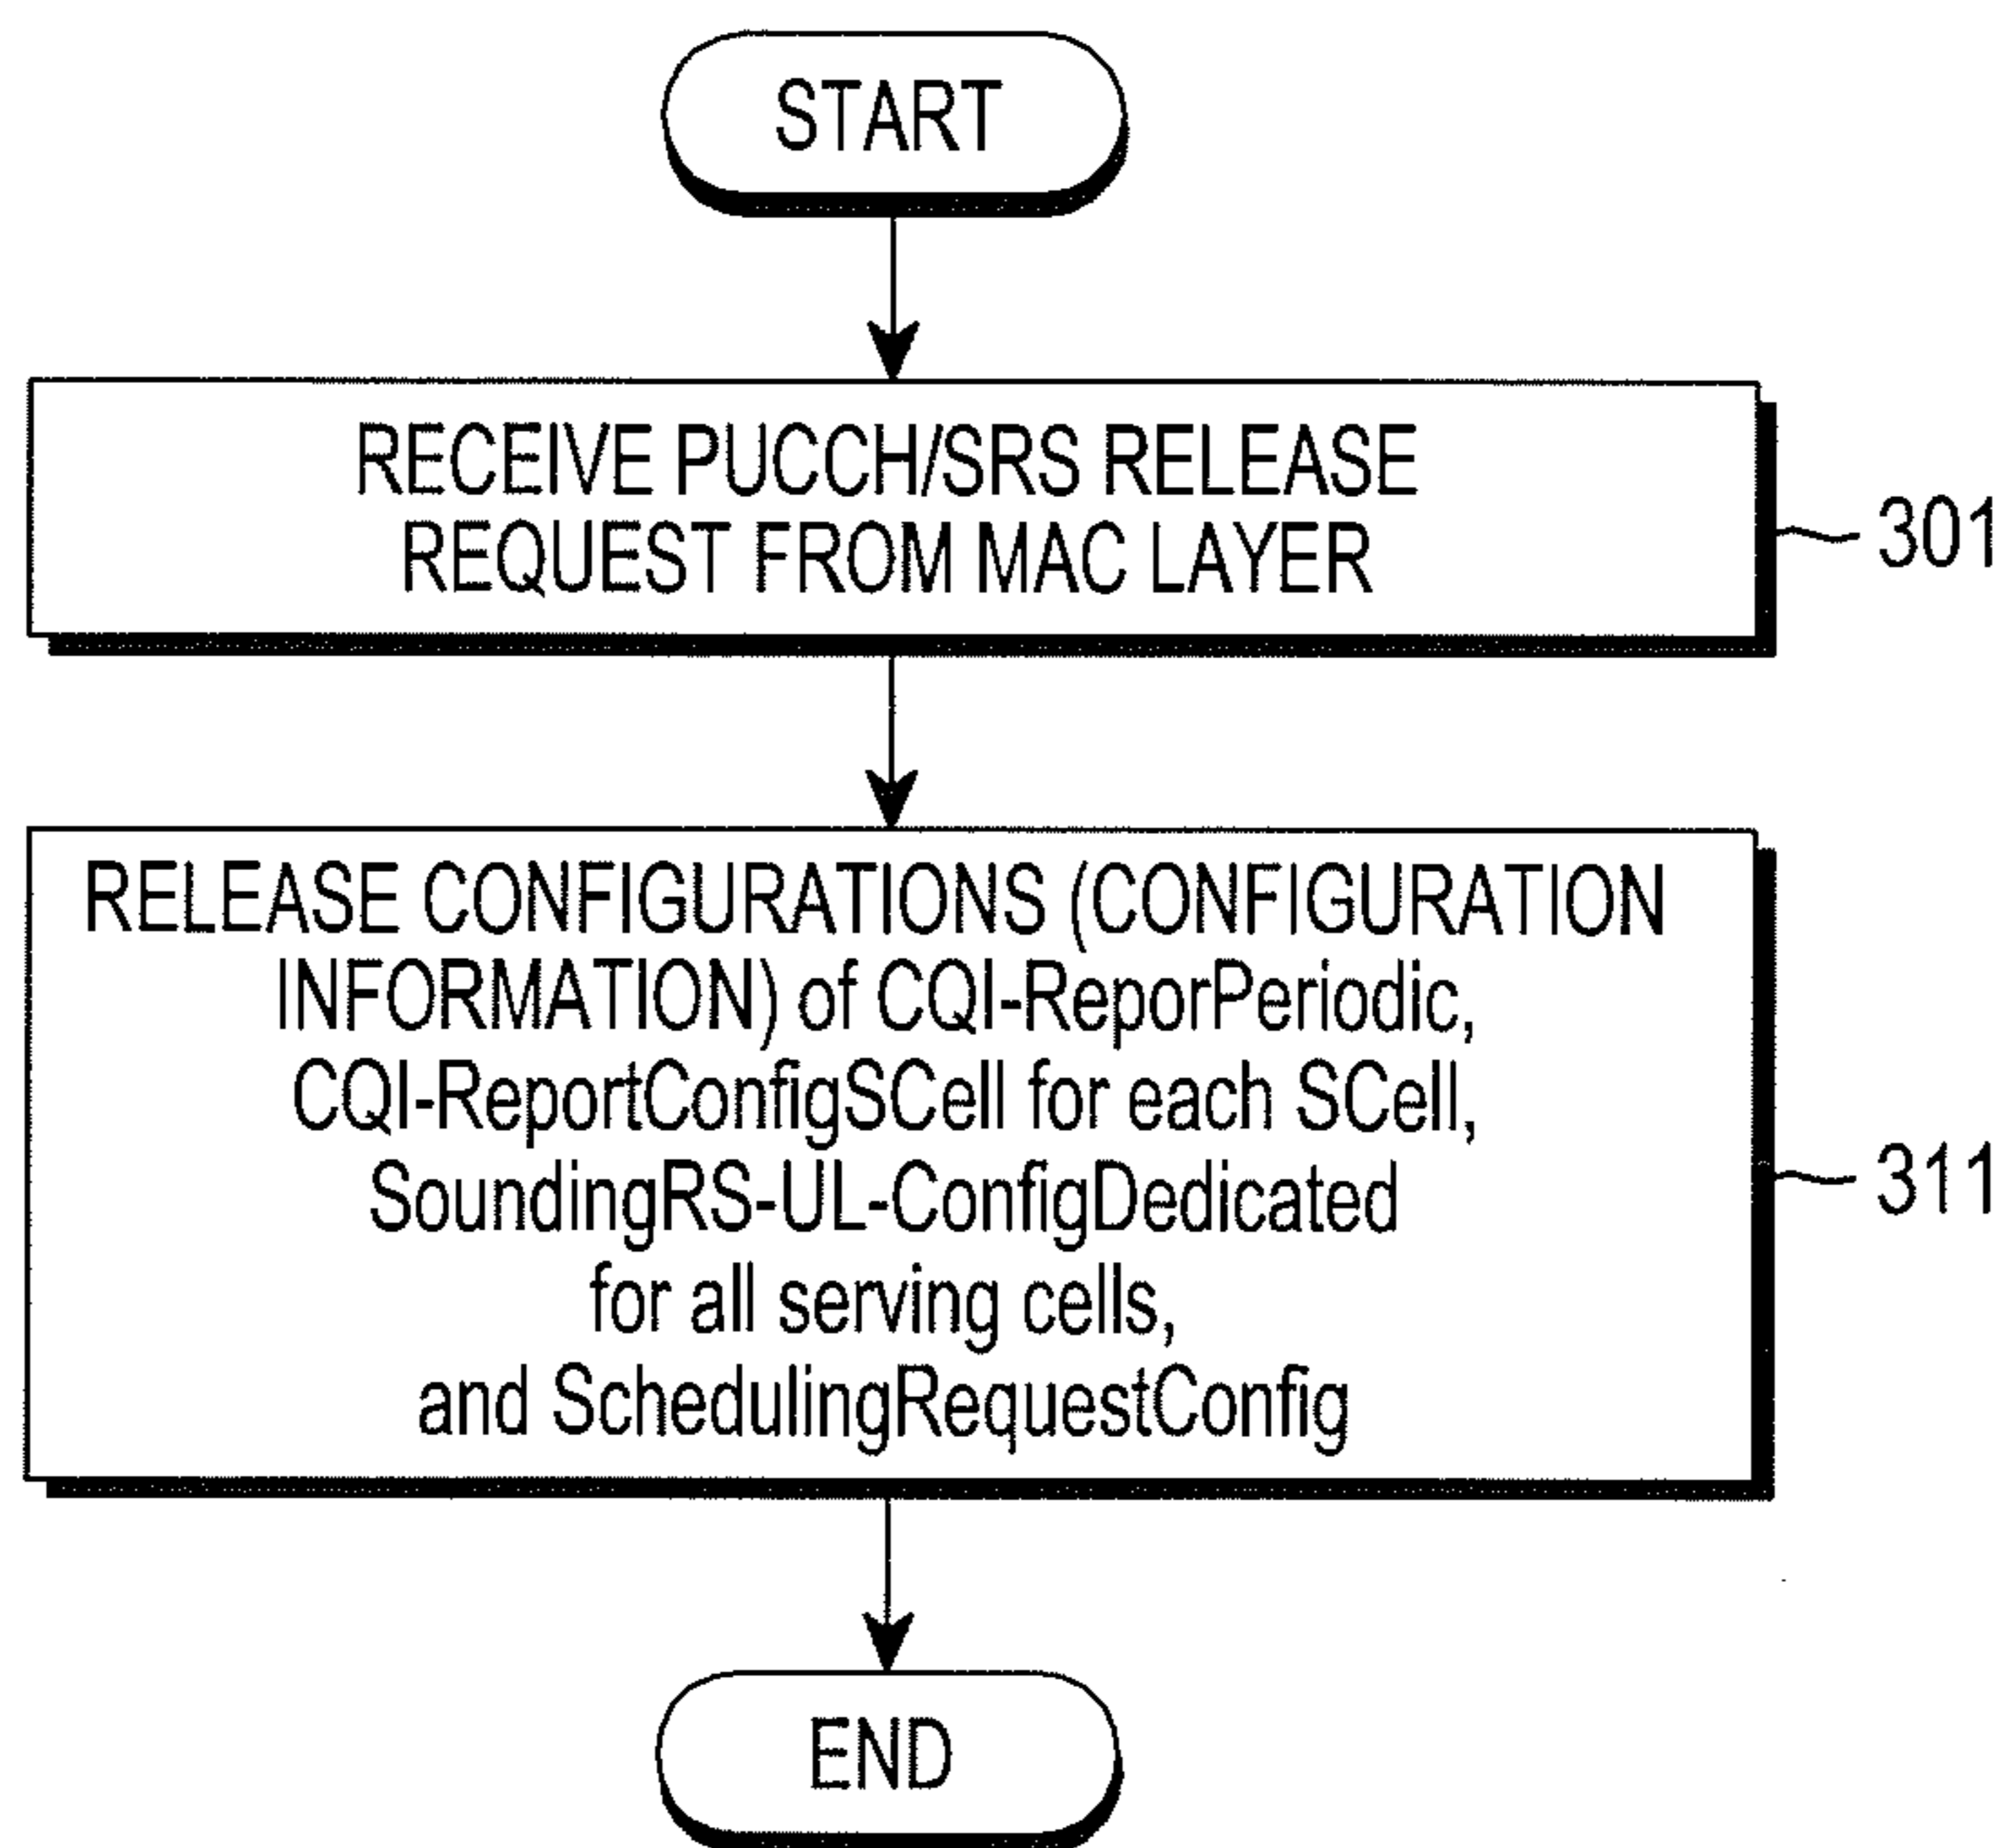 START
RECEIVE PUCCH/SRS RELEASE
REQUEST FROM MAC LAYER
301
RELEASE CONFIGURATIONS (CONFIGURATION
INFORMATION) of CQI-ReporPeriodic,
CQI-ReportConfigSCell for each SCell,
SoundingRS-UL-ConfigDedicated
for all serving cells,
and SchedulingRequestConfig
311
END